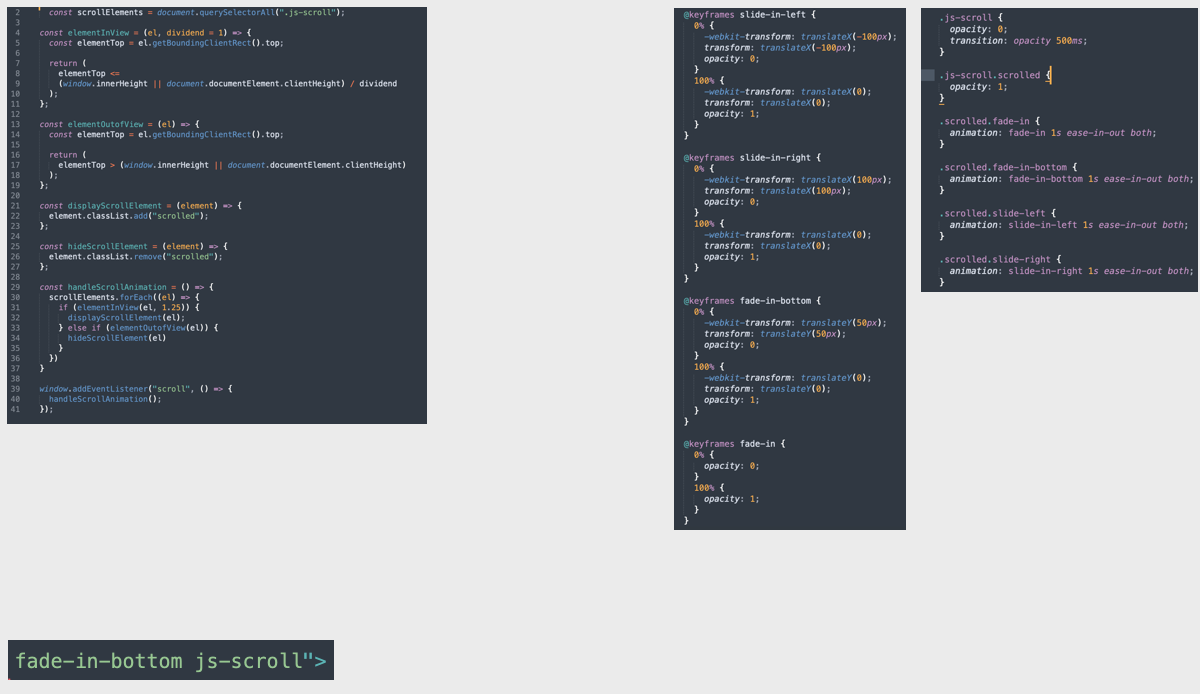 2 const scrollElements = document.querySelectorAll(".js-scroll");
3
4 const elementInView = (el, dividend = 1) => {
5 const elementTop = el.getBoundingClientRect().top;
6
7 return (
8 elementTop <=
9 (window.innerHeight || document.documentElement.clientHeight) / dividend
10 );
11 };
12
13 const elementOutofView = (el) => {
14 const elementTop = el.getBoundingClientRect().top;
15
16 return (
17 elementTop > (window.innerHeight || document.documentElement.clientHeight)
18 );
19 };
20
21 const displayScrollElement = (element) => {
22 element.classList.add("scrolled");
23 };
24
25 const hideScrollElement = (element) => {
26 element.classList.remove("scrolled");
27 };
28
29 const handleScrollAnimation = () => {
30 scrollElements.forEach((el) => {
31 if (elementInView(el, 1.25)) {
32 displayScrollElement(el);
33 } else if (elementOutofView(el)) {
34 hideScrollElement(el)
35 }
36 })
37 }
38
39 window.addEventListener("scroll", () => {
40 handleScrollAnimation();
41 });
@keyframes slide-in-left {
0% {
-webkit-transform: translateX(-100px);
transform: translateX(-100px);
opacity: 0;
}
100% {
-webkit-transform: translateX(0);
transform: translateX(0);
opacity: 1;
}
}
@keyframes slide-in-right {
0% {
-webkit-transform: translateX(100px);
transform: translateX(100px);
opacity: 0;
}
100% {
-webkit-transform: translateX(0);
transform: translateX(0);
opacity: 1;
}
}
@keyframes fade-in-bottom {
0% {
-webkit-transform: translateY(50px);
transform: translateY(50px);
opacity: 0;
}
100% {
-webkit-transform: translateY(0);
transform: translateY(0);
opacity: 1;
}
}
@keyframes fade-in {
0% {
opacity: 0;
}
100% {
opacity: 1;
}
}
.js-scroll {
opacity: 0;
transition: opacity 500ms;
}
.js-scroll.scrolled {
opacity: 1;
}
.scrolled.fade-in {
animation: fade-in 1s ease-in-out both;
}
.scrolled.fade-in-bottom {
animation: fade-in-bottom 1s ease-in-out both;
}
.scrolled.slide-left {
animation: slide-in-left 1s ease-in-out both;
}
.scrolled.slide-right {
animation: slide-in-right 1s ease-in-out both;
}
fade-in-bottom js-scroll">